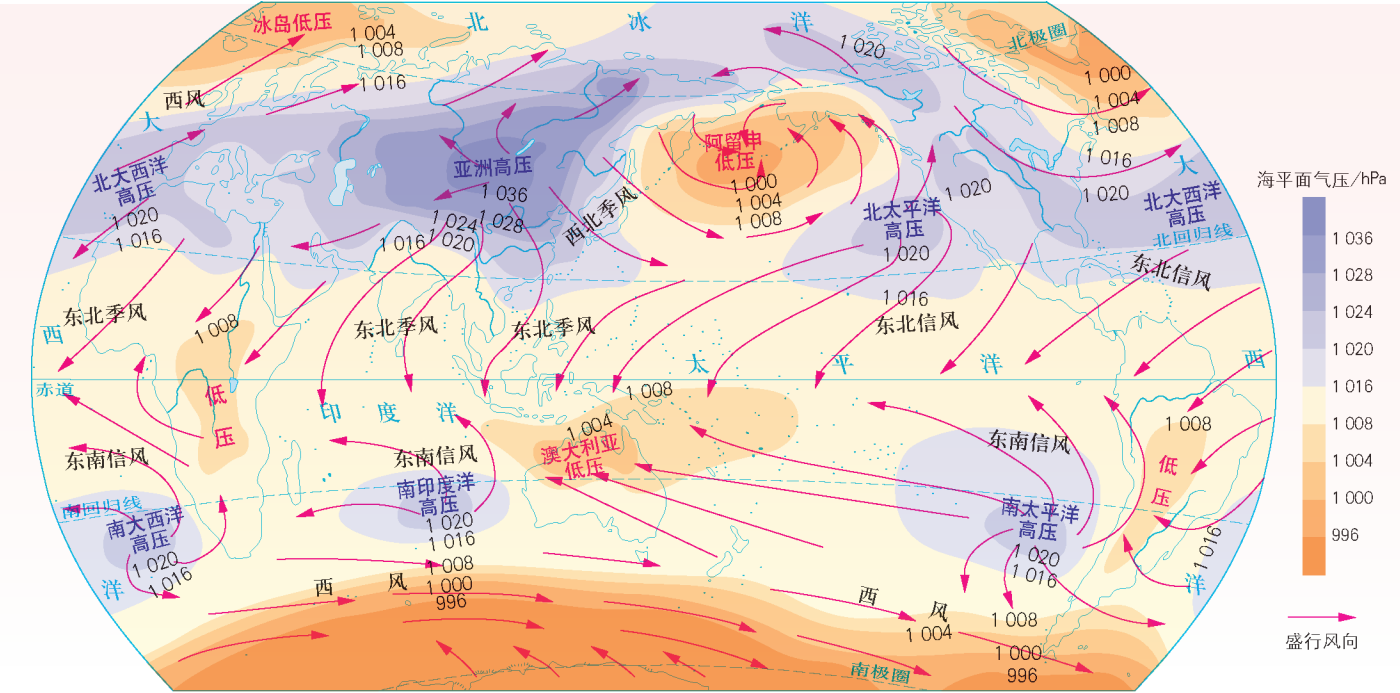 冰岛低压
北
冰
洋
1 004
1 008
1 016
1 020
北极圈
1 000
1 004
1 008
1 016
1 020
西风
大
北大西洋
高压
1 020
1 016
亚洲高压
1 036
1 028
1 024
1 020
1 016
西北季风
阿留申
低压
1 000
1 004
1 008
北太平洋
高压
1 020
1 016
1 020
大
北大西洋
高压
北回归线
东北信风
西
东北季风
1 008
东北季风
东北季风
东北信风
太
平
洋
西
赤道
低
压
印
度
洋
1 008
1 004
澳大利亚
低压
1 008
低
压
东南信风
东南信风
东南信风
南回归线
南大西洋
高压
1 020
1 016
南印度洋
高压
1 020
1 016
1 008
1 000
996
南太平洋
高压
1 020
1 016
1 008
1 004
1 000
996
1 016
洋
洋
西
风
西
风
南极圈
海平面气压/hPa
1 036
1 028
1 024
1 020
1 016
1 008
1 004
1 000
996
盛行风向